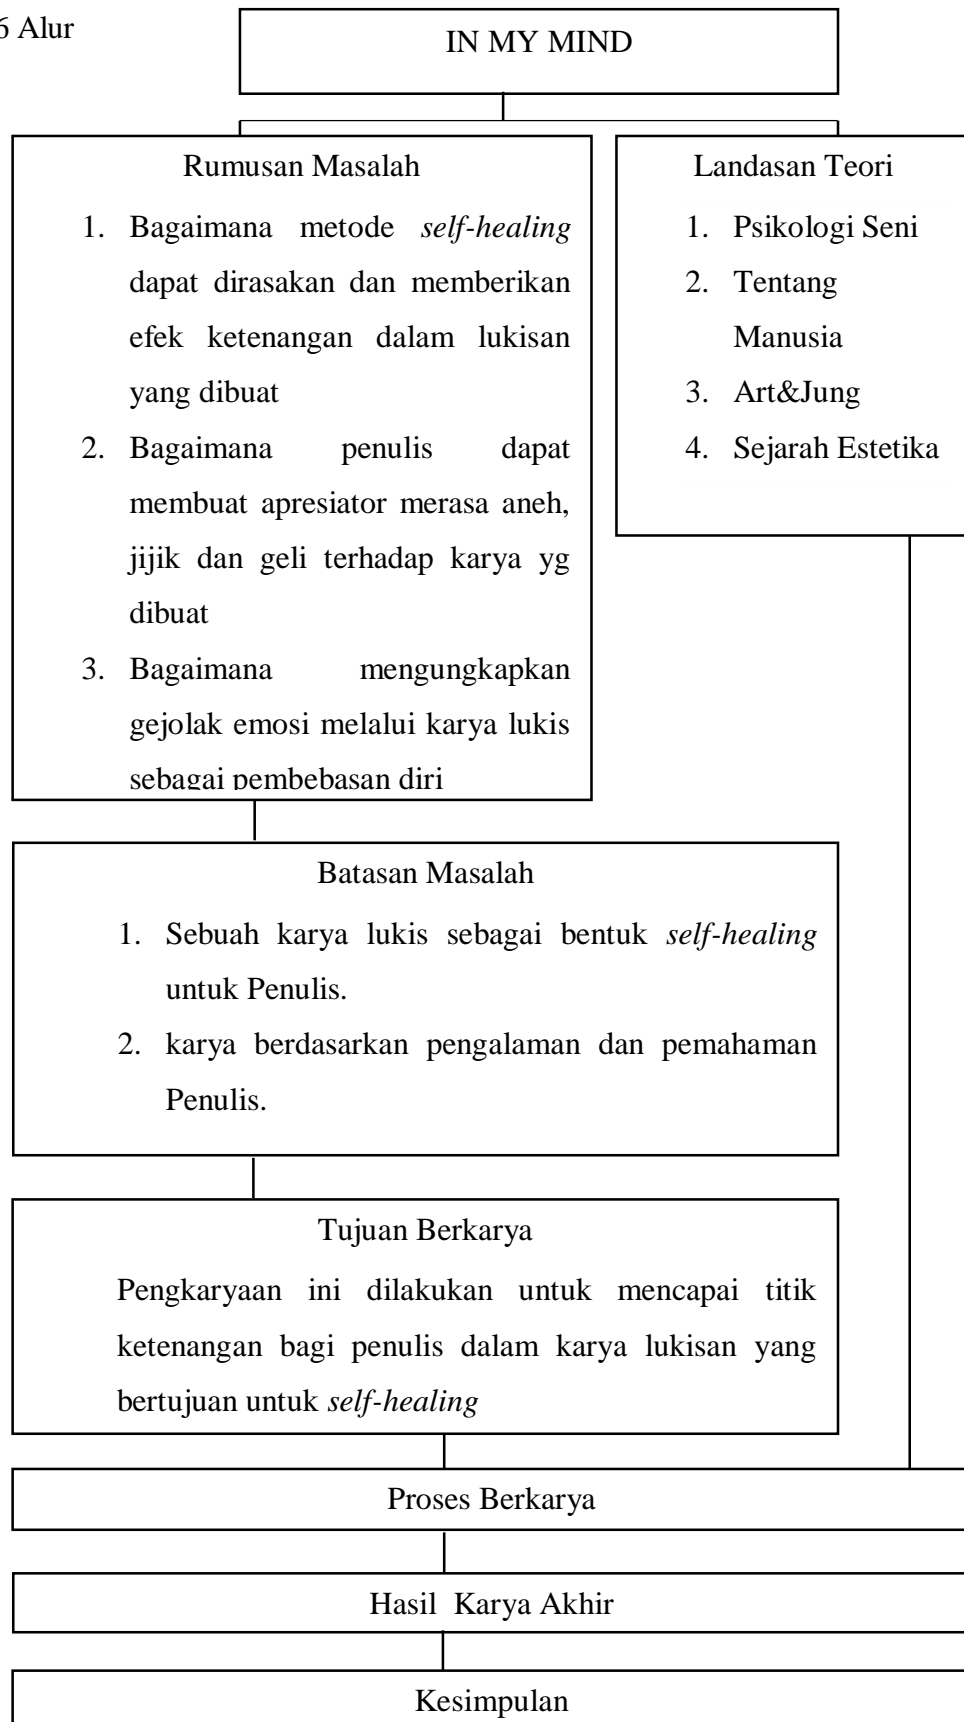 6 Alur
IN MY MIND
Rumusan Masalah
1. Bagaimana metode self-healing
dapat dirasakan dan memberikan
efek ketenangan dalam lukisan
yang dibuat
2. Bagaimana penulis dapat
membuat apresiator merasa aneh,
jijik dan geli terhadap karya yg
dibuat
3. Bagaimana mengungkapkan
gejolak emosi melalui karya lukis
sebagai pembebasan diri
Landasan Teori
1. Psikologi Seni
2. Tentang
Manusia
3. Art&Jung
4. Sejarah Estetika
Batasan Masalah
1. Sebuah karya lukis sebagai bentuk self-healing
untuk Penulis.
2. karya berdasarkan pengalaman dan pemahaman
Penulis.
Tujuan Berkarya
Pengkaryaan ini dilakukan untuk mencapai titik
ketenangan bagi penulis dalam karya lukisan yang
bertujuan untuk self-healing
Proses Berkarya
Hasil  Karya Akhir
Kesimpulan